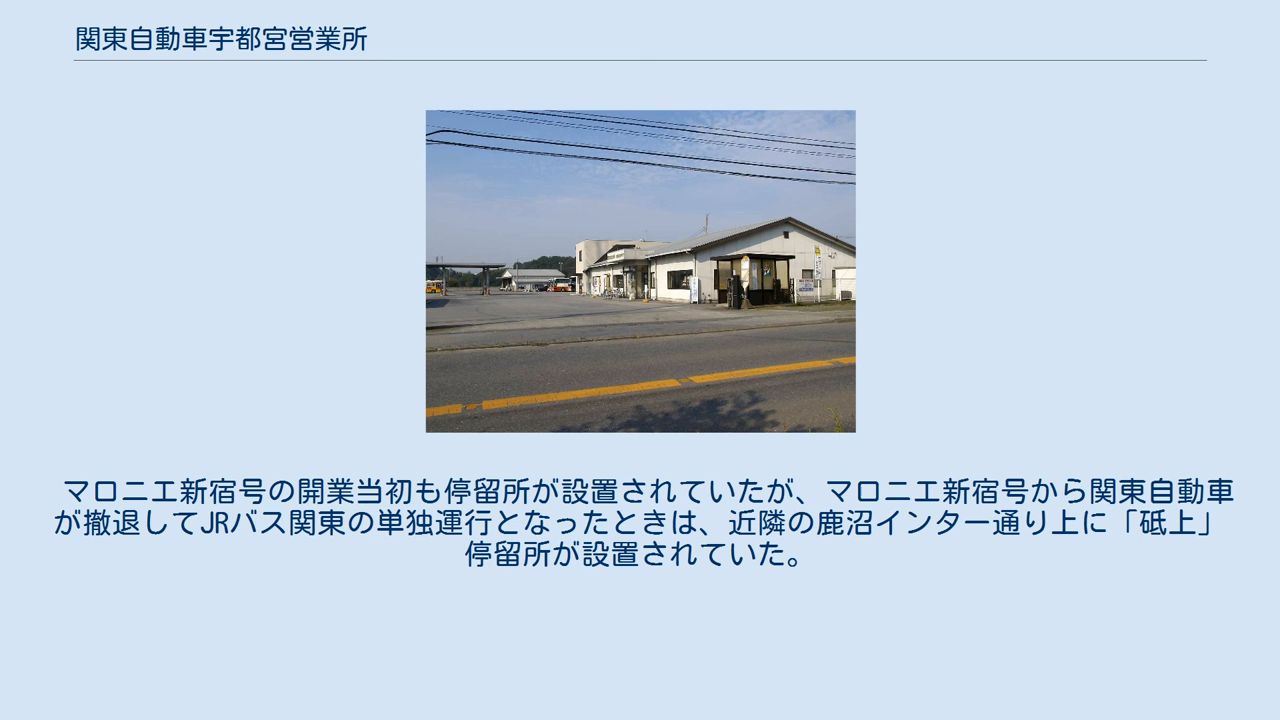 関東自動車宇都宮営業所
マロニエ新宿号の開業当初も停留所が設置されていたが、マロニエ新宿号から関東自動車
が撤退してJRバス関東の単独運行となったときは、近隣の鹿沼インター通り上に「砥上」
停留所が設置されていた。